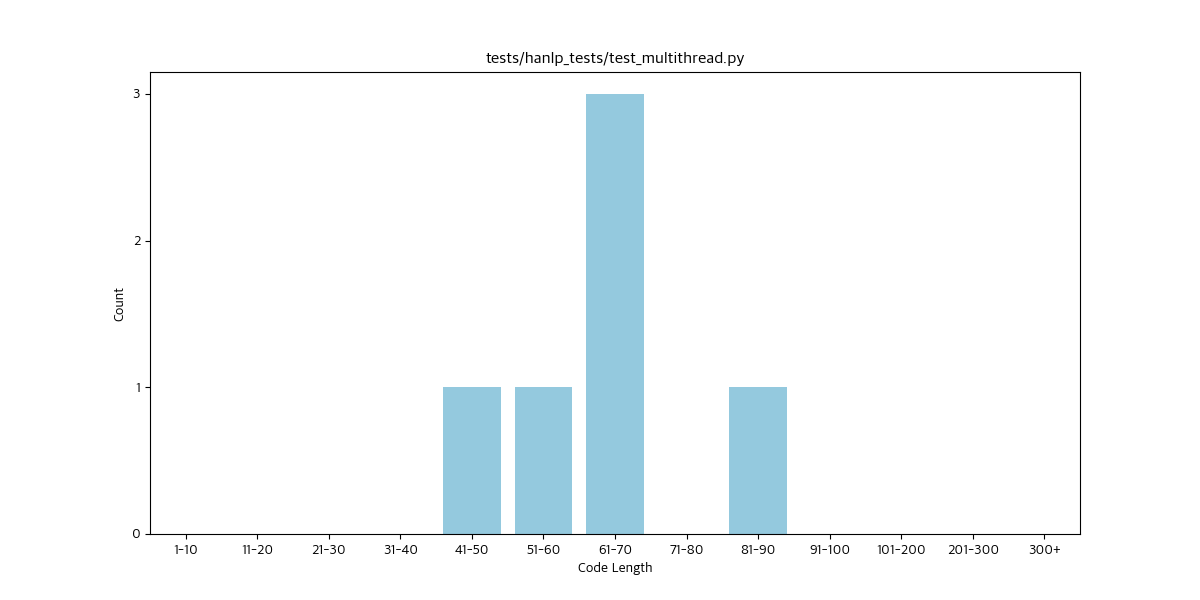 tests/hanlp_tests/test_multithread.py
3
2
1
0
Count
1-10 11-20 21-30 31-40 41-50 51-60 61-70 71-80 81-90 91-100 101-200 201-300 300+
Code Length